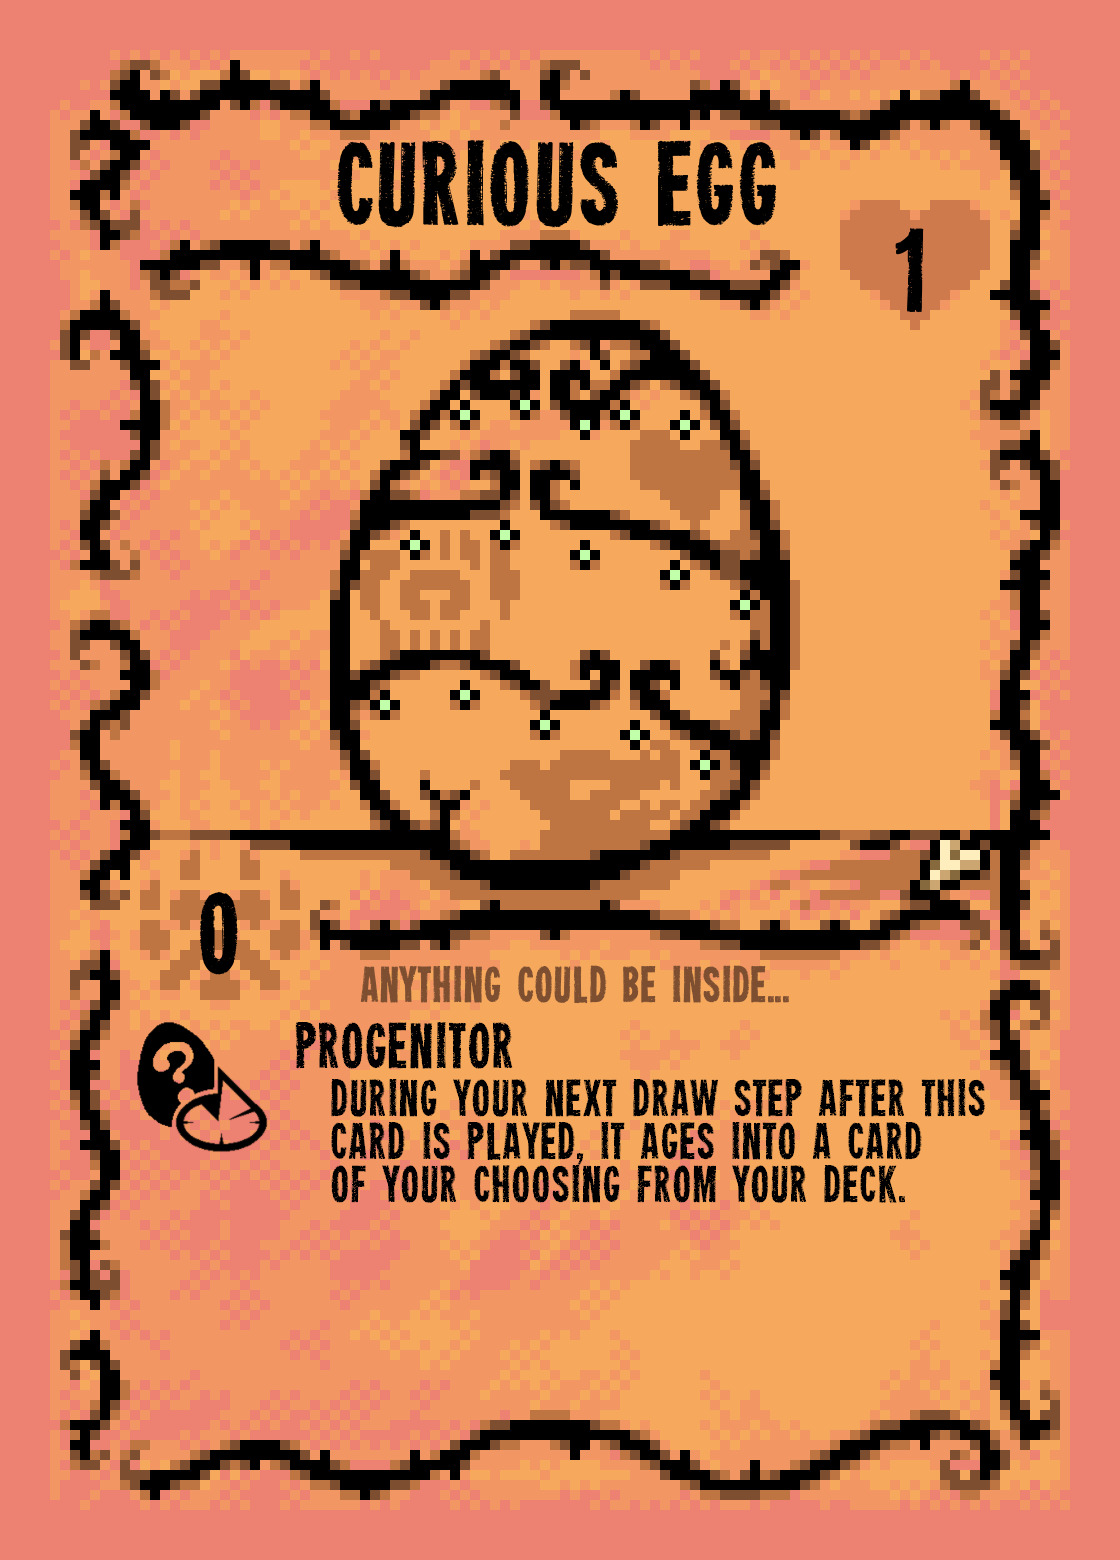 CURIOUS EGG
1
0
ANYTHING COULD BE INSIDE...
?
PROGENITOR
DURING YOUR NEXT DRAW STEP AFTER THIS
CARD IS PLAYED, IT AGES INTO A CARD
OF YOUR CHOOSING FROM YOUR DECK.